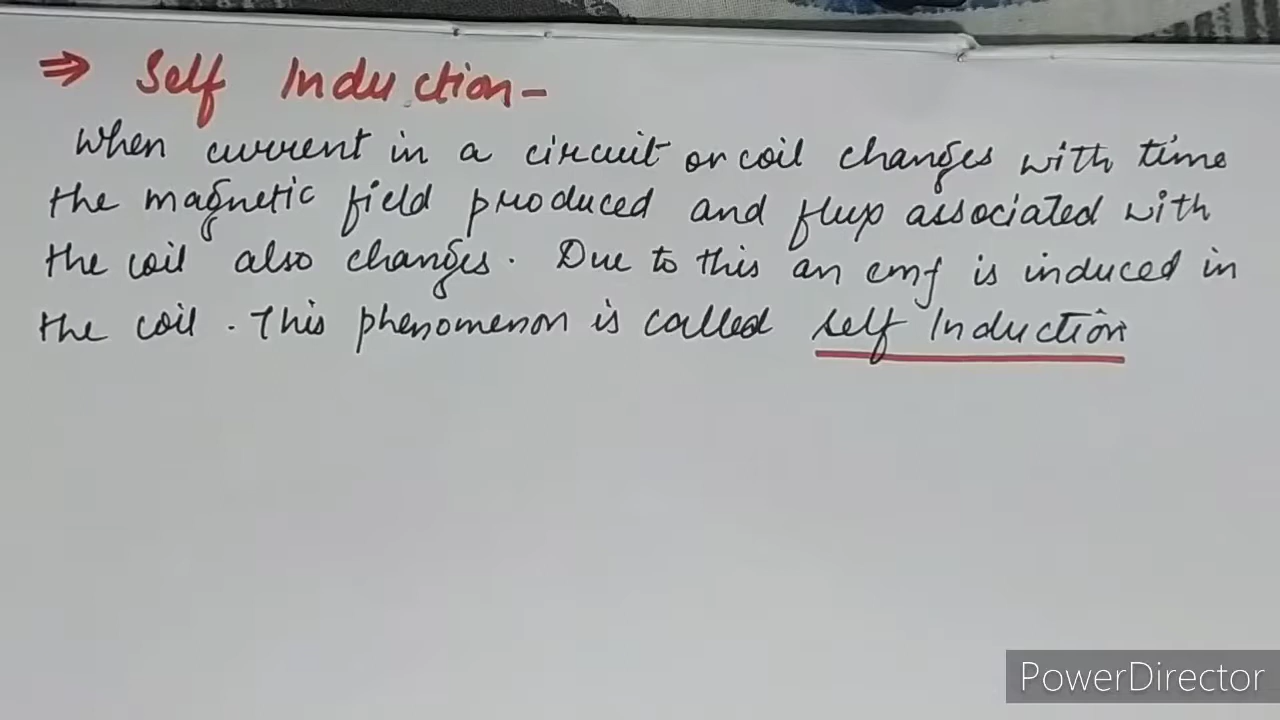 ⇒ Self Induction-
When current in a circuit or coil changes with time
the magnetic field produced and flux associated with
the coil also changes. Due to this an emf is induced in
the coil. This phenomenon is called self Induction
PowerDirector